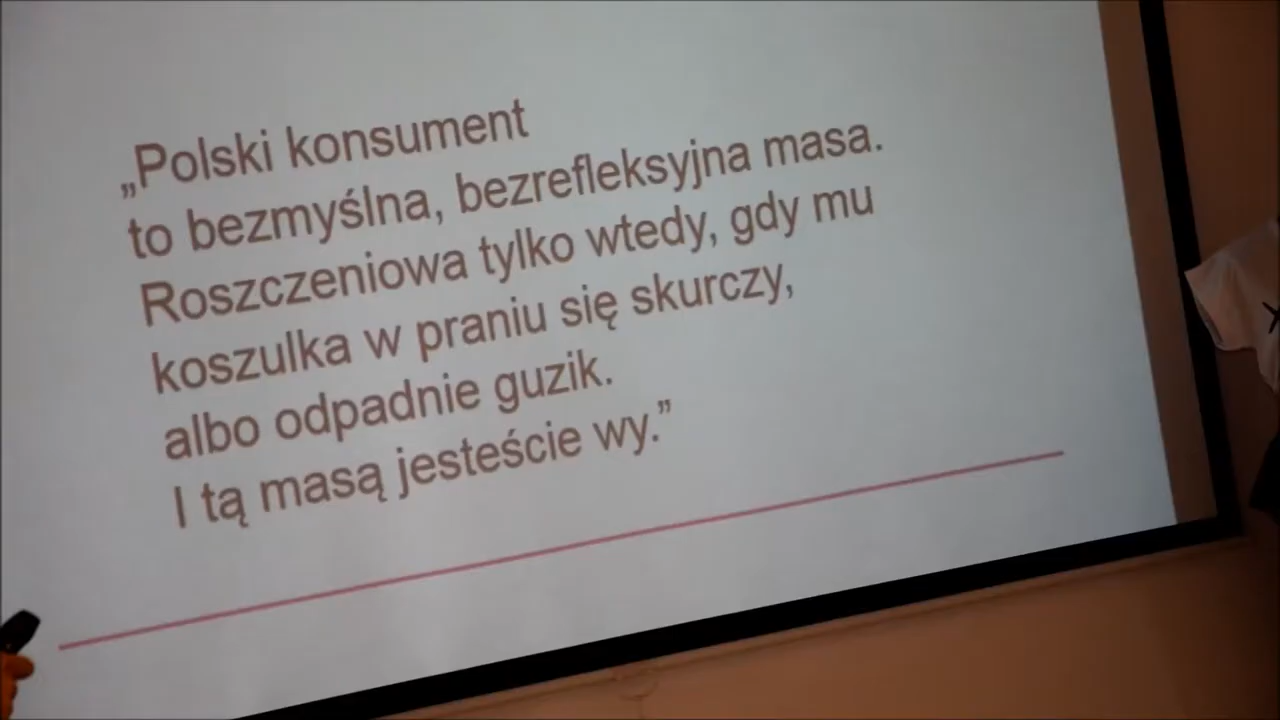 „Polski konsument
to bezmyślna, bezrefleksyjna masa.
Roszczeniowa tylko wtedy, gdy mu
koszulka w praniu się skurczy,
albo odpadnie guzik.
I tą masą jesteście wy.”